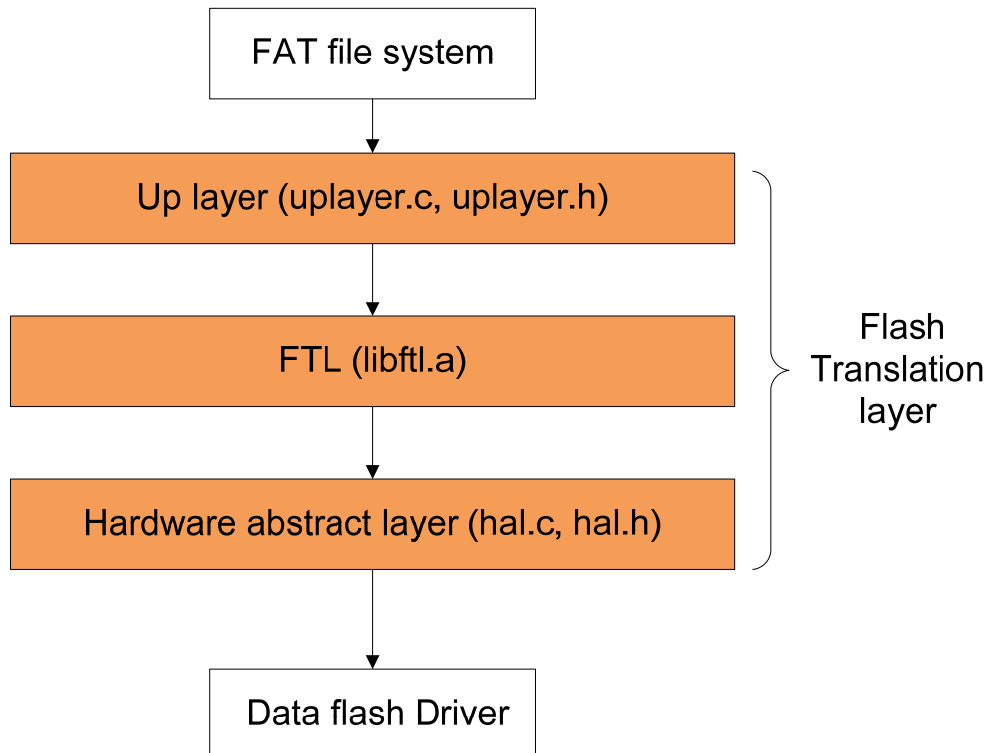 FAT file system
Up layer (uplayer.c, uplayer.h)
FTL (libftl.a)
Hardware abstract layer (hal.c, hal.h)
Data flash Driver
Flash
Translation
layer